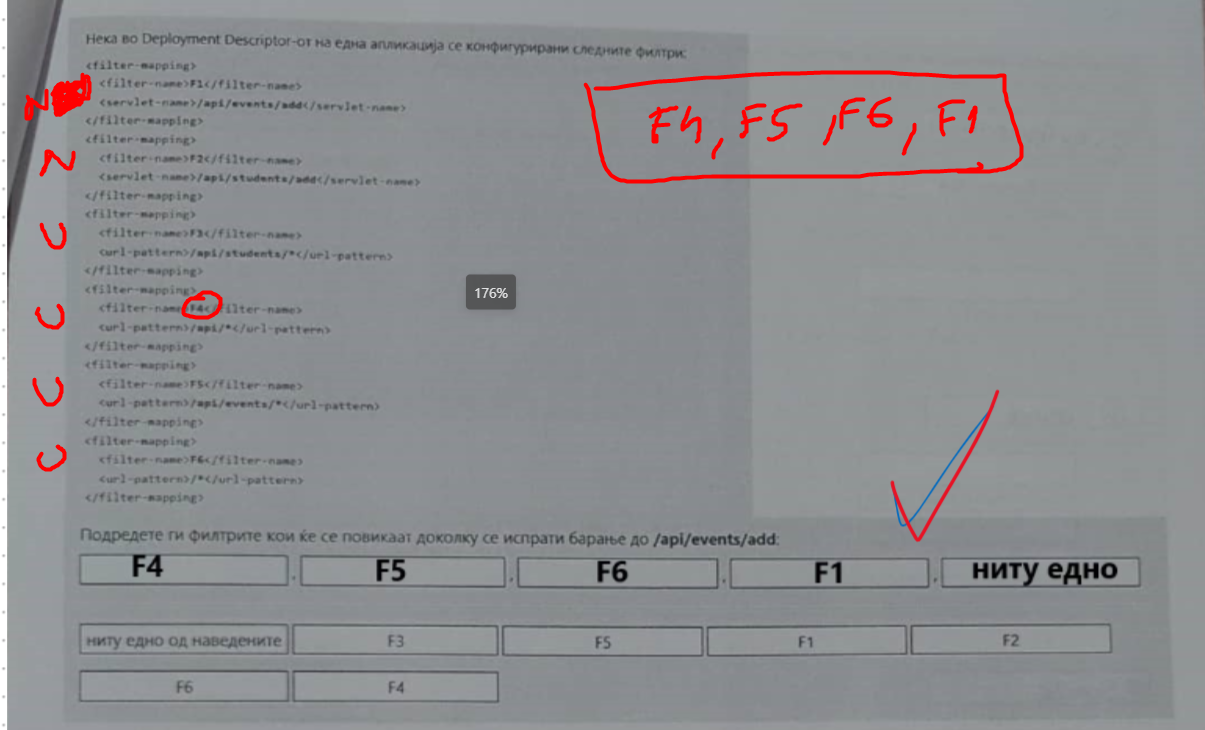 Нека во Deployment Descriptor-от на една апликација се конфигурирани следните филтри:
<filter-mapping>
N <filter-name>F1</filter-name>
<servlet-name>/api/events/add</servlet-name>
</filter-mapping>
<filter-mapping>
N <filter-name>F2</filter-name>
<servlet-name>/api/students/add</servlet-name>
</filter-mapping>
<filter-mapping>
U <filter-name>F3</filter-name>
<url-pattern>/api/students/*</url-pattern>
</filter-mapping>
<filter-mapping>
U <filter-name>F4</filter-name>
<url-pattern>/api/*</url-pattern>
</filter-mapping>
<filter-mapping>
U <filter-name>F5</filter-name>
<url-pattern>/api/events/*</url-pattern>
</filter-mapping>
<filter-mapping>
U <filter-name>F6</filter-name>
<url-pattern>/*</url-pattern>
</filter-mapping>
F4, F5, F6, F1
176%
Подредете ги филтрите кои ќе се повикаат доколку се испрати барање до /api/events/add:
F4, F5, F6, F1, ниту едно
ниту едно од наведените F3 F5 F1 F2
F6 F4